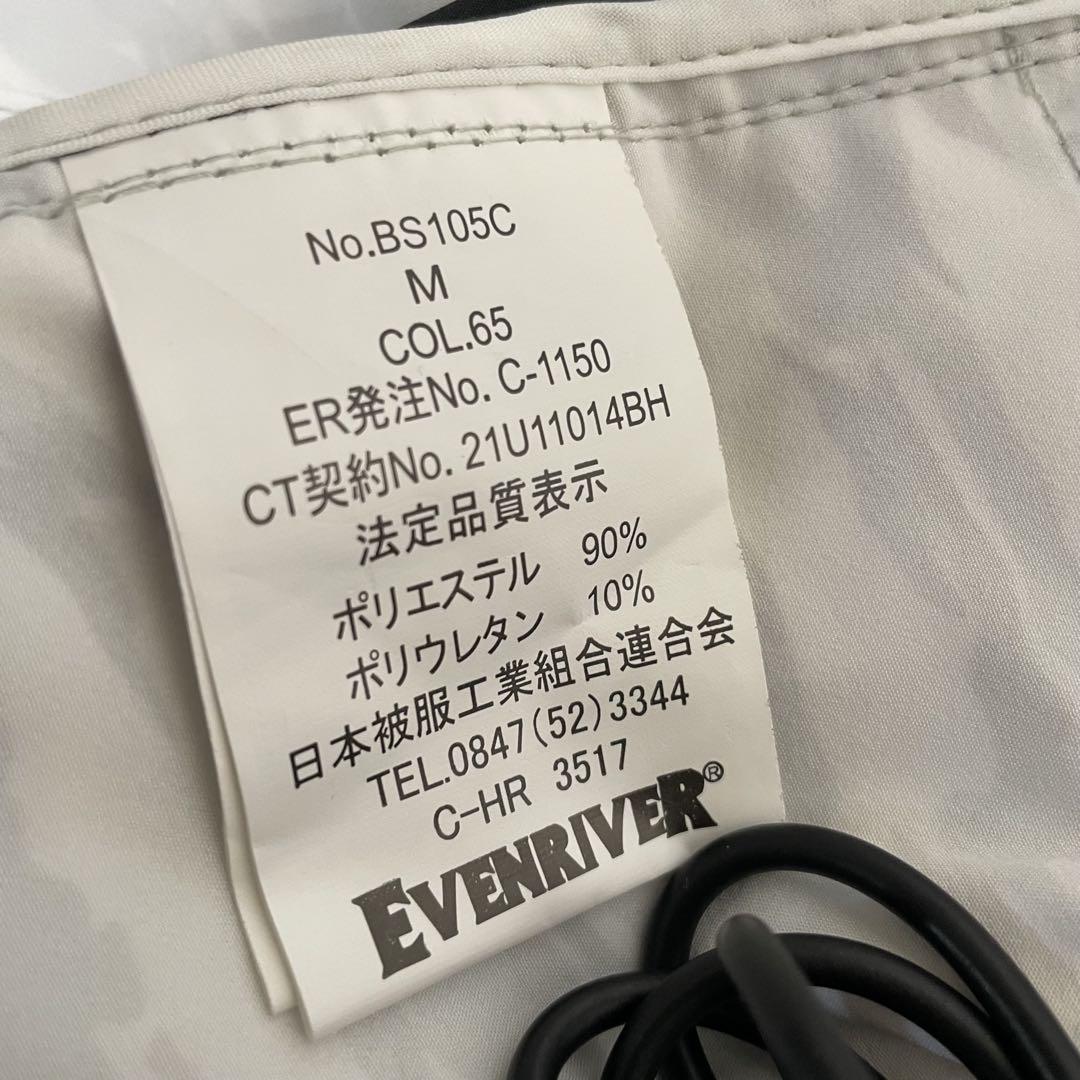 No.BS105C
M
COL.65
ER発注No. C-1150
CT契約No. 21U11014BH
法定品質表示
ポリエステル 90%
ポリウレタン 10%
日本被服工業組合連合会
TEL.0847(52)3344
C-HR 3517
EVENRIVER®